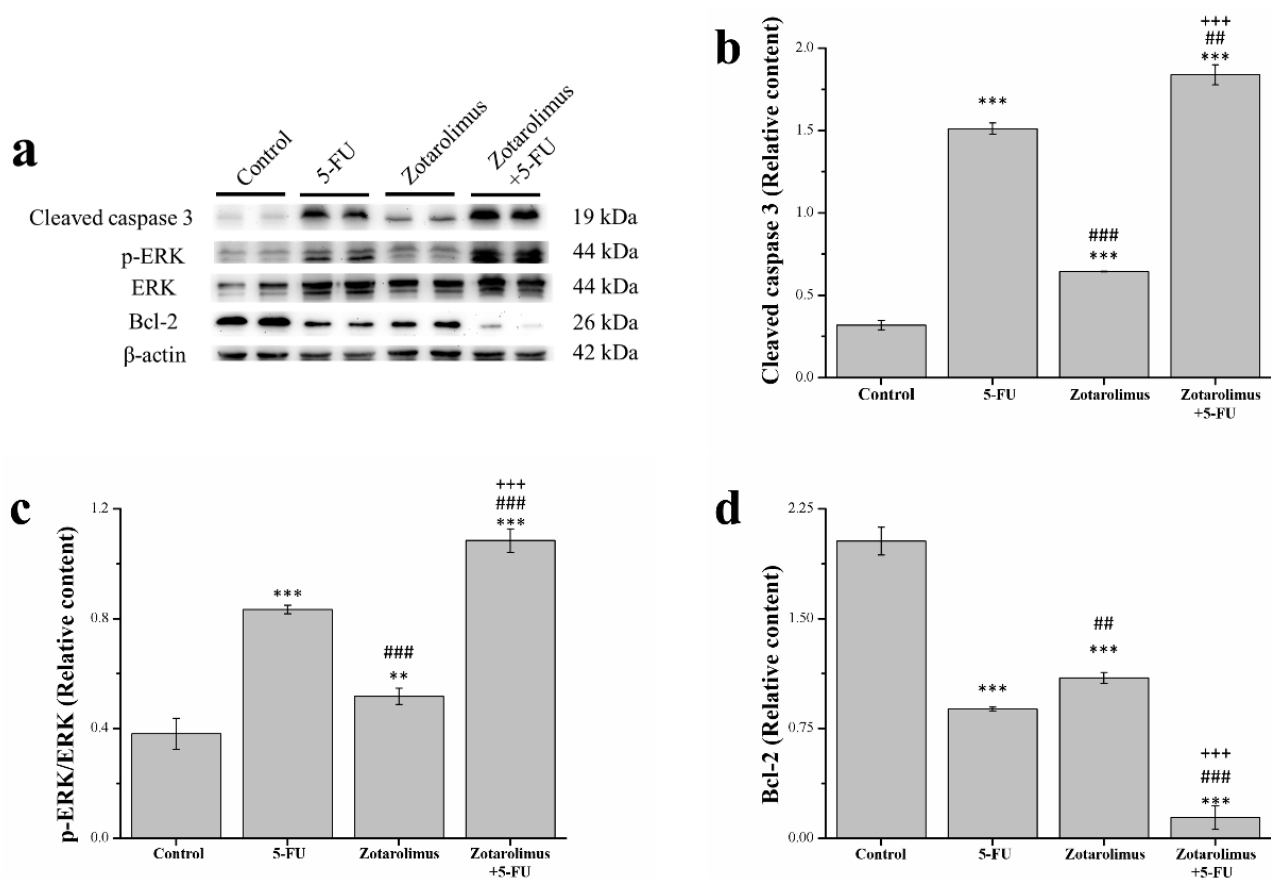 a
Control
5-FU
Zotarolimus
Zotarolimus
+5-FU
Cleaved caspase 3
19 kDa
p-ERK
44 kDa
ERK
44 kDa
Bcl-2
26 kDa
β-actin
42 kDa
b
Cleaved caspase 3 (Relative content)
2.0
1.5
1.0
0.5
0.0
***
###
***
+++
##
***
Control
5-FU
Zotarolimus
Zotarolimus
+5-FU
c
p-ERK/ERK (Relative content)
1.2
0.8
0.4
0.0
***
###
**
+++
###
***
Control
5-FU
Zotarolimus
Zotarolimus
+5-FU
d
Bcl-2 (Relative content)
2.25
1.50
0.75
0.00
***
##
***
+++
###
***
Control
5-FU
Zotarolimus
Zotarolimus
+5-FU